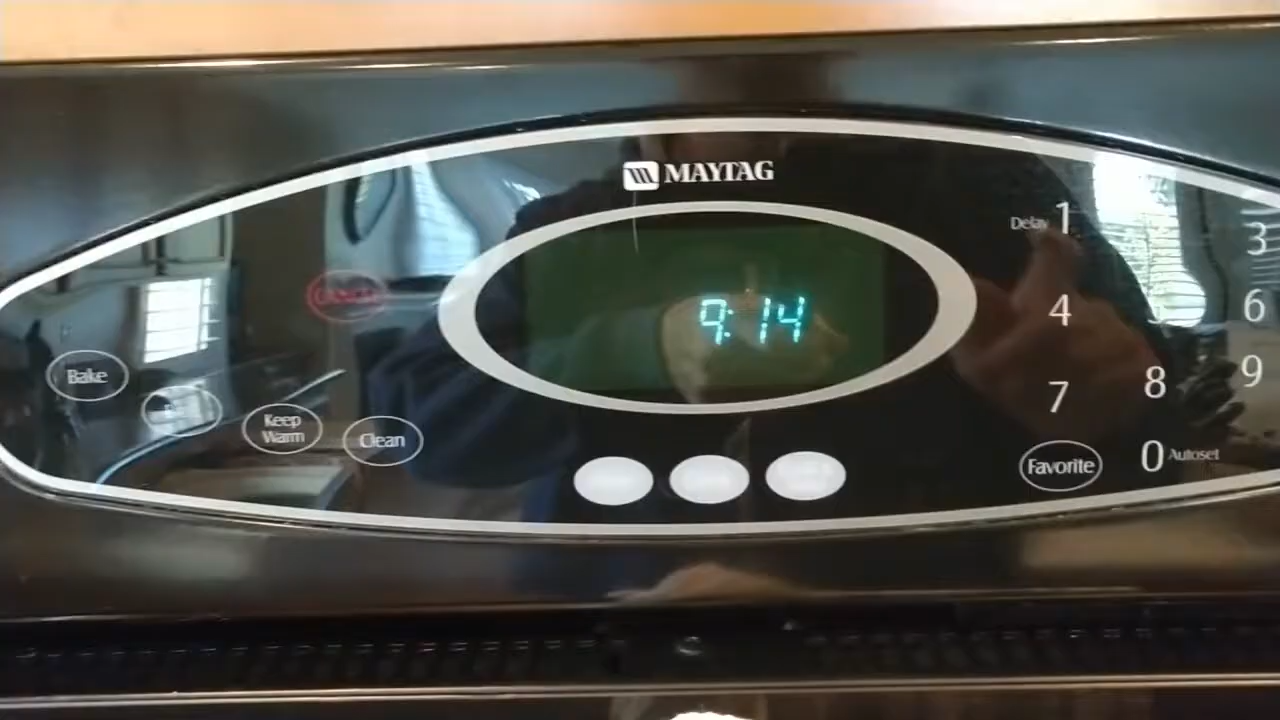 MAYTAG
Delay 1
3
9:14
4
6
Bake
7
8
9
Keep
Warm
Clean
Favorite
0 Autoset